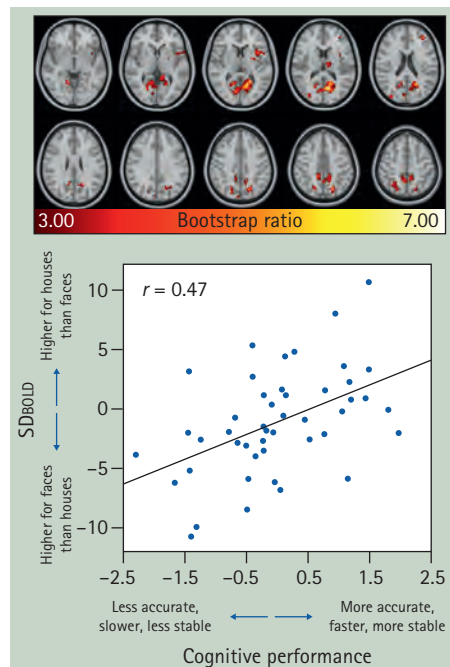 3.00 Bootstrap ratio 7.00
r = 0.47
Higher for houses
than faces
SDBOLD
Higher for faces
than houses
10
5
0
−5
−10
−2.5 −1.5 −0.5 0.5 1.5 2.5
Less accurate,
slower, less stable
More accurate,
faster, more stable
Cognitive performance